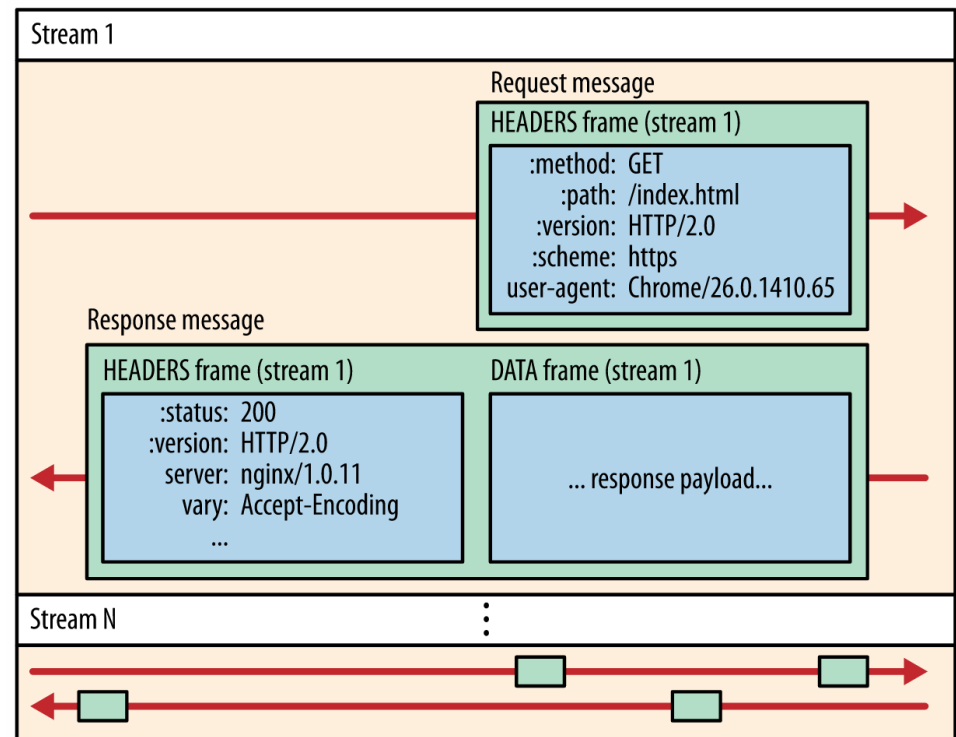 Stream 1
Request message
HEADERS frame (stream 1)
:method: GET
:path: /index.html
:version: HTTP/2.0
:scheme: https
user-agent: Chrome/26.0.1410.65
Response message
HEADERS frame (stream 1)
:status: 200
:version: HTTP/2.0
server: nginx/1.0.11
vary: Accept-Encoding
...
DATA frame (stream 1)
... response payload...
Stream N